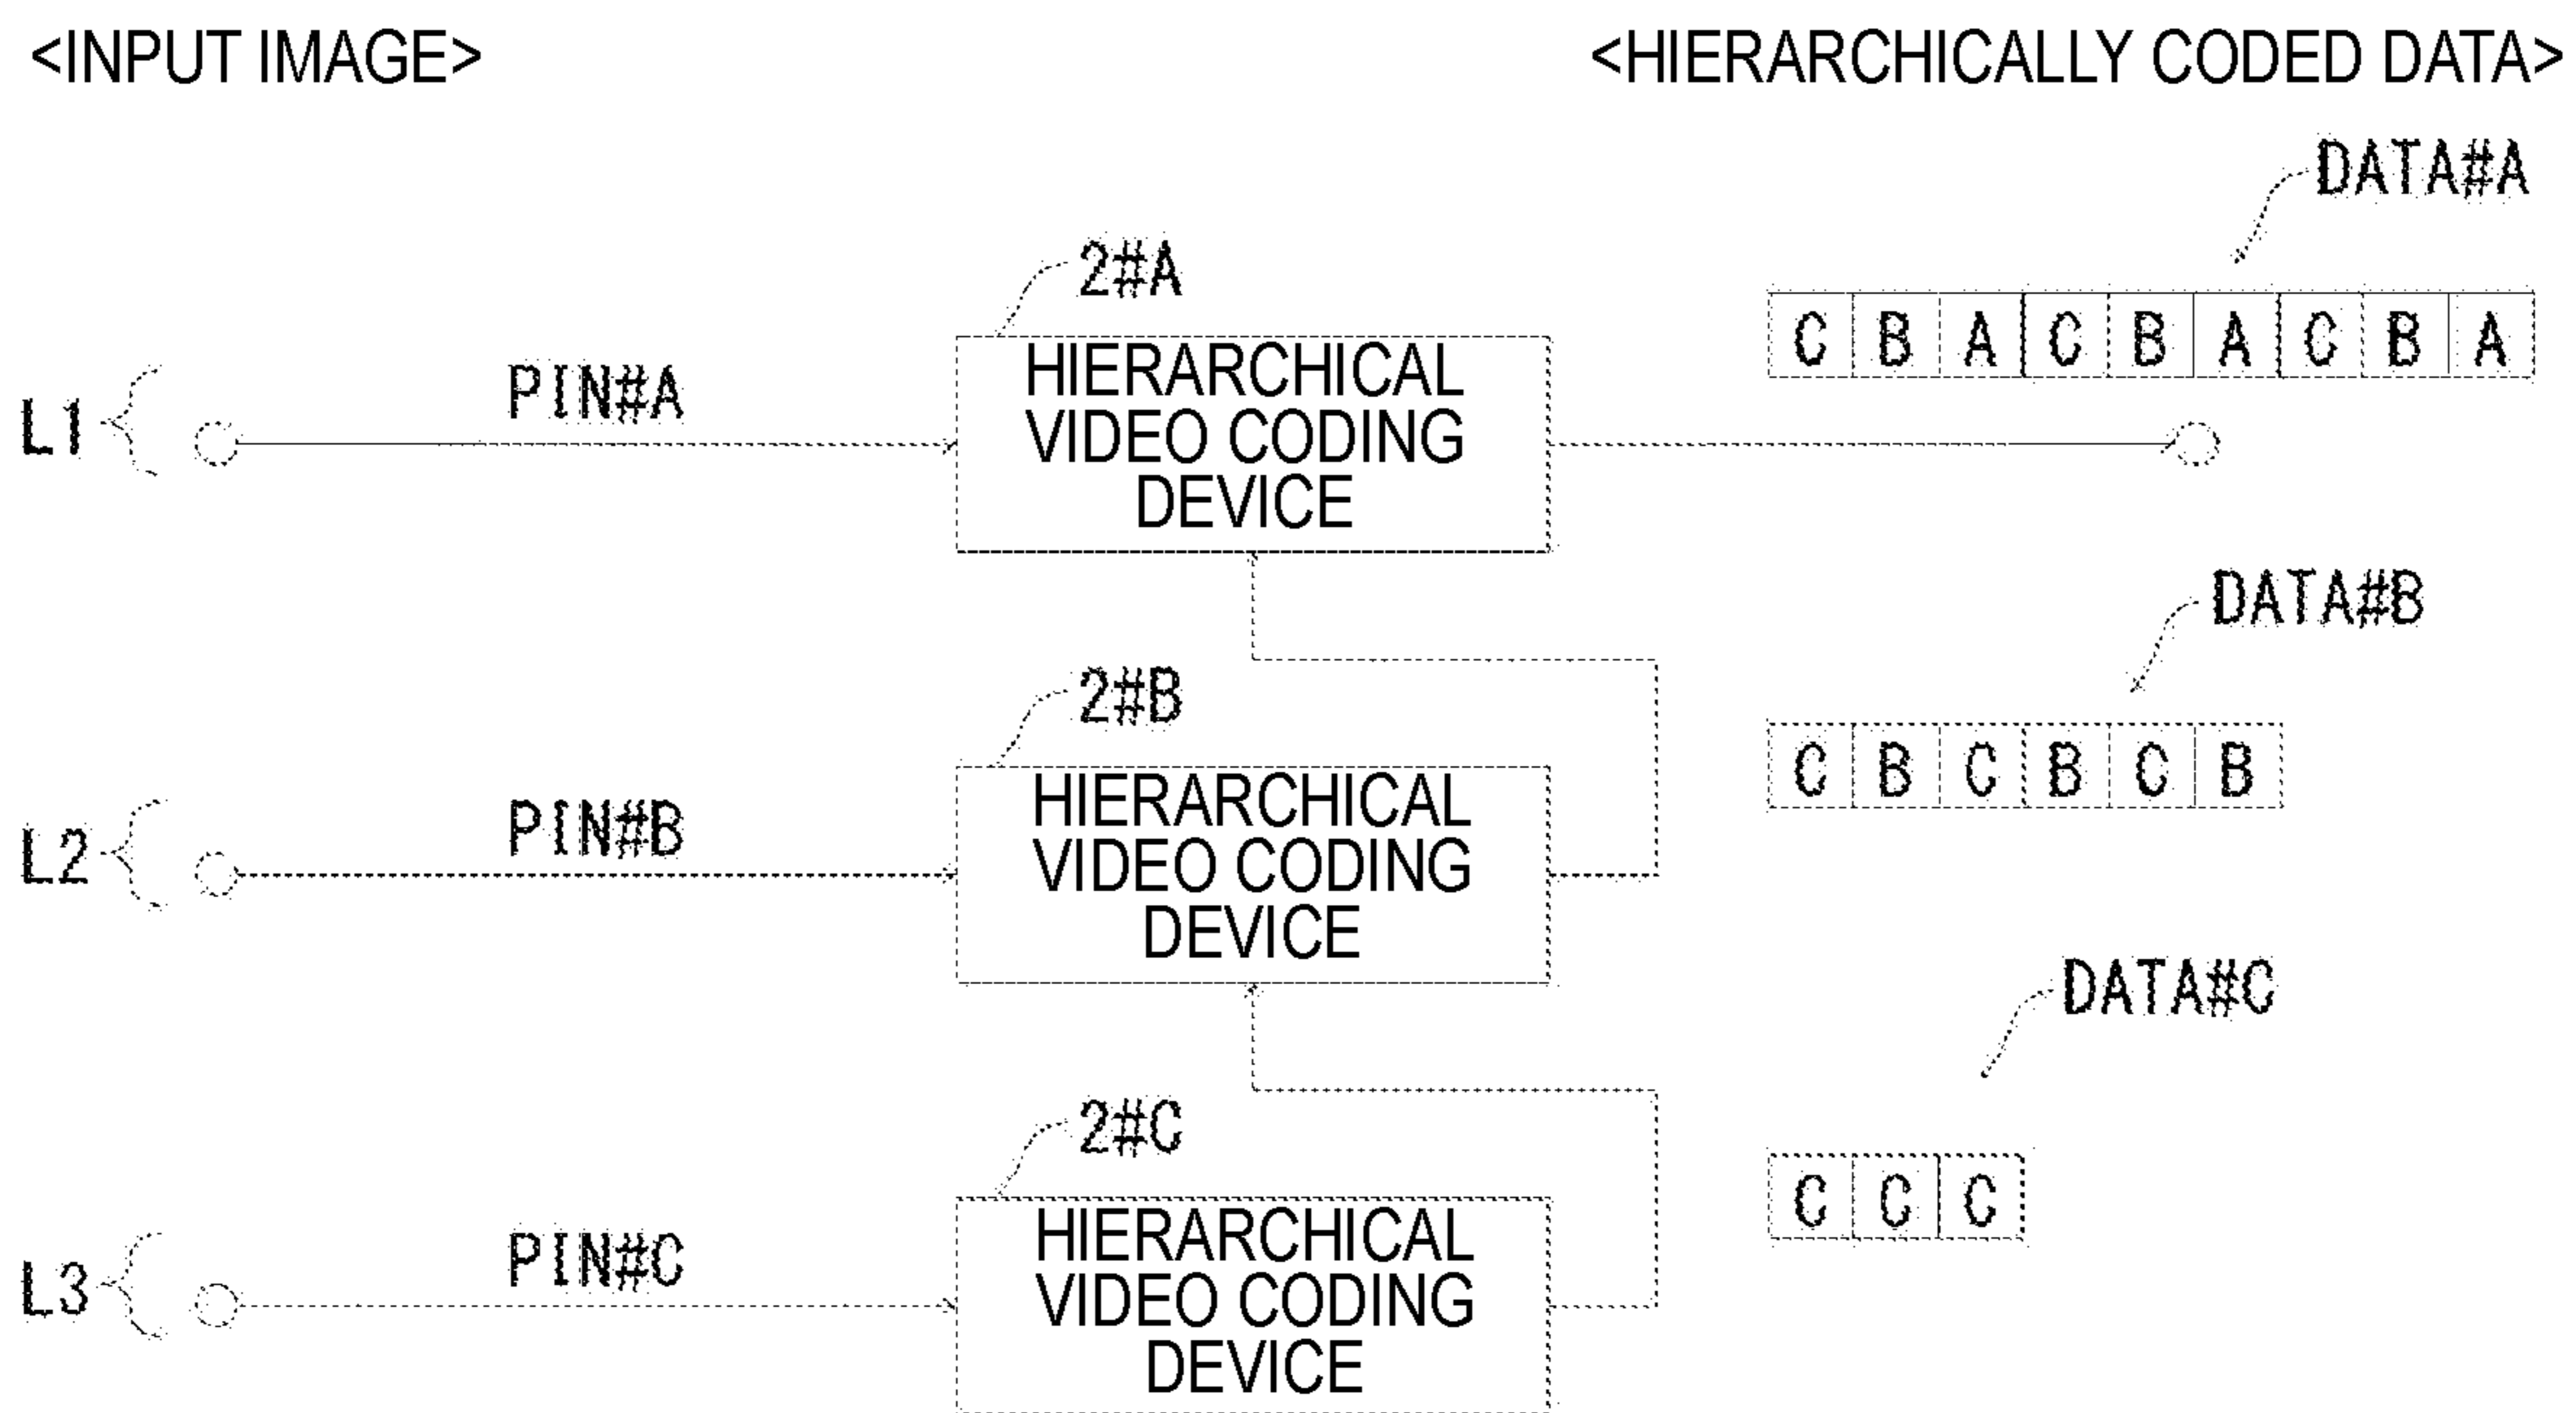 <INPUT IMAGE>
<HIERARCHICALLY CODED DATA>
DATA#A
2#A
C B A C B A C B A
L1
PIN#A
HIERARCHICAL
VIDEO CODING
DEVICE
DATA#B
2#B
C B C B C B
L2
PIN#B
HIERARCHICAL
VIDEO CODING
DEVICE
DATA#C
2#C
C C C
L3
PIN#C
HIERARCHICAL
VIDEO CODING
DEVICE